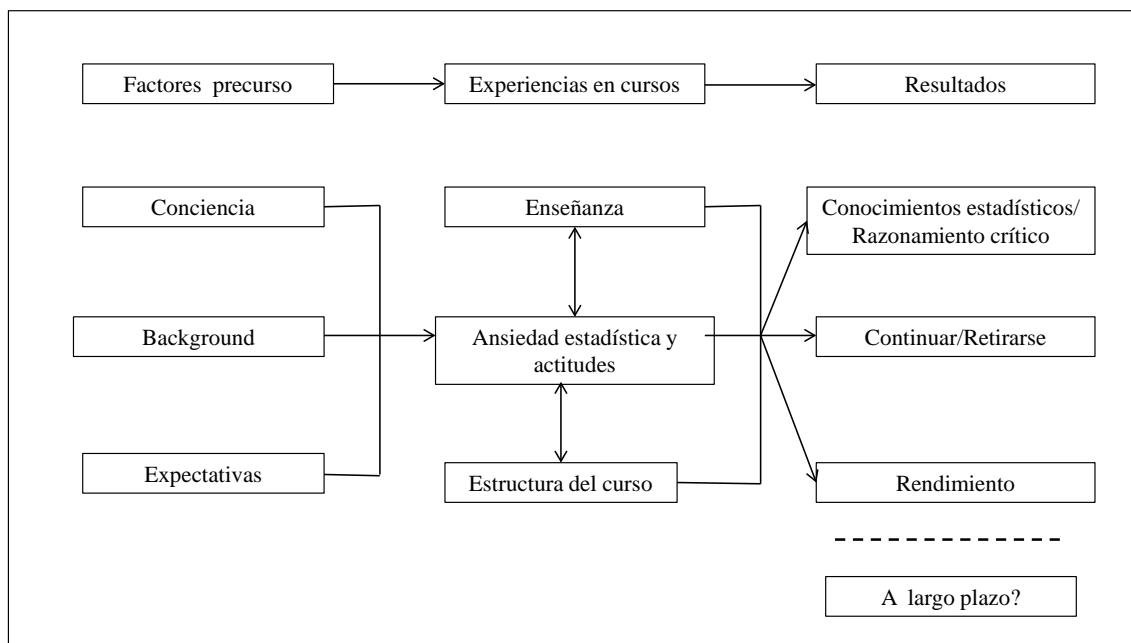 Factores precurso
Experiencias en cursos
Resultados
Conciencia
Enseñanza
Conocimientos estadísticos/
Razonamiento crítico
Background
Ansiedad estadística y
actitudes
Continuar/Retirarse
Expectativas
Estructura del curso
Rendimiento
A largo plazo?